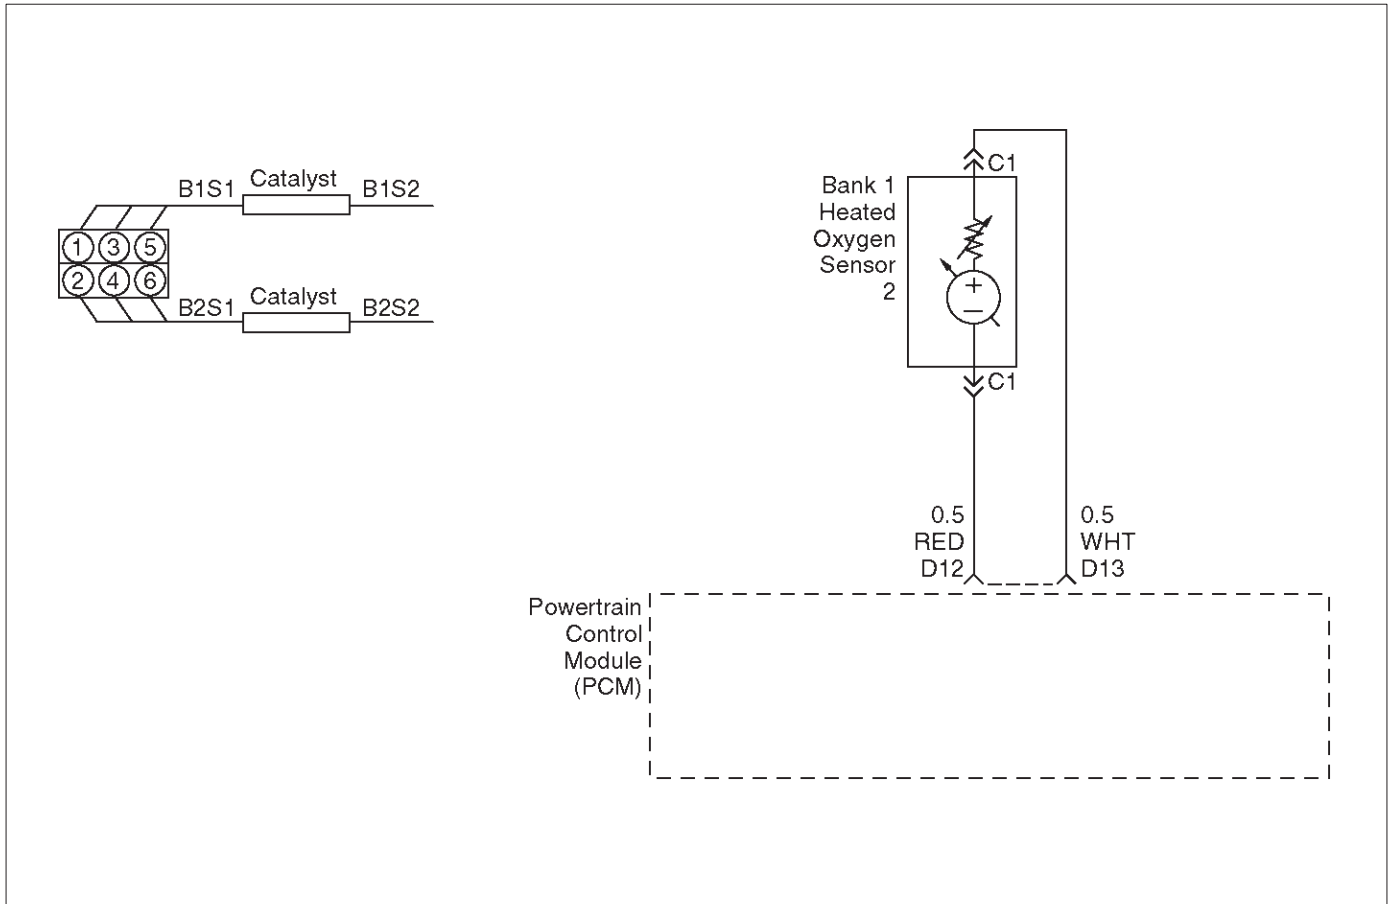 B1S1 Catalyst B1S2
1 3 5
2 4 6
B2S1 Catalyst B2S2
C1
Bank 1
Heated
Oxygen
Sensor
2
+
–
C1
0.5
RED
D12
0.5
WHT
D13
Powertrain
Control
Module
(PCM)